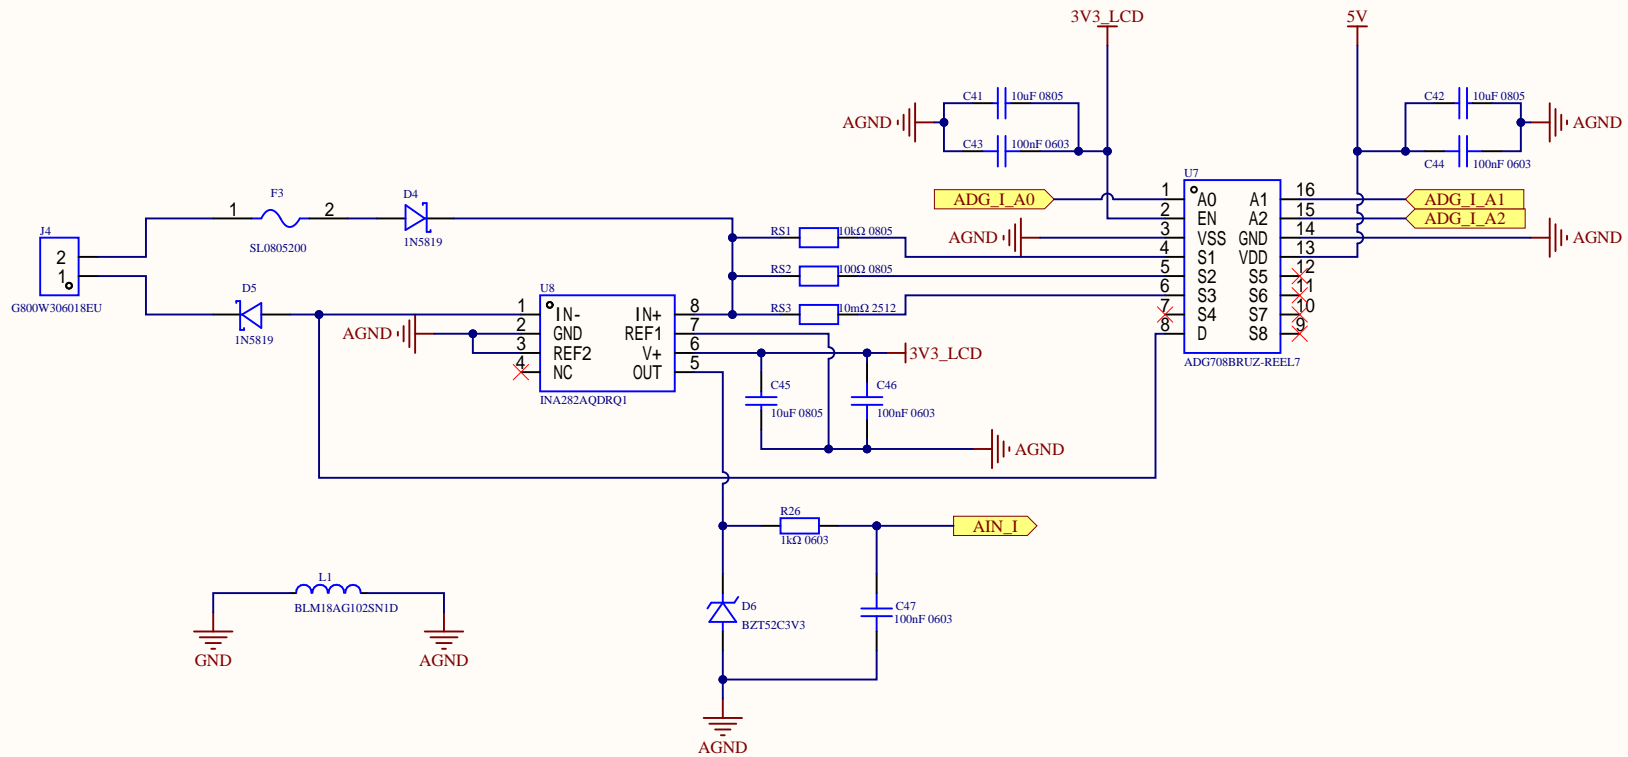 3V3_LCD
5V
C41
10uF 0805
C42
10uF 0805
AGND
AGND
C43
100nF 0603
C44
100nF 0603
U7
ADG_I_A0
1
A0
A1
16
ADG_I_A1
2
EN
A2
15
ADG_I_A2
AGND
3
VSS
GND
14
AGND
4
S1
VDD
13
5
S2
S5
12
6
S3
S6
11
7
S4
S7
10
8
D
S8
9
ADG708BRUZ-REEL7
F3
1
2
SL0805200
D4
1N5819
J4
2
1
G800W306018EU
D5
1N5819
RS1
10kΩ 0805
RS2
100Ω 0805
RS3
10mΩ 2512
U8
1
IN-
IN+
8
AGND
2
GND
REF1
7
3
REF2
V+
6
3V3_LCD
4
NC
OUT
5
INA282AQDRQ1
C45
10uF 0805
C46
100nF 0603
AGND
R26
1kΩ 0603
AIN_I
L1
BLM18AG102SN1D
GND
AGND
D6
BZT52C3V3
C47
100nF 0603
AGND